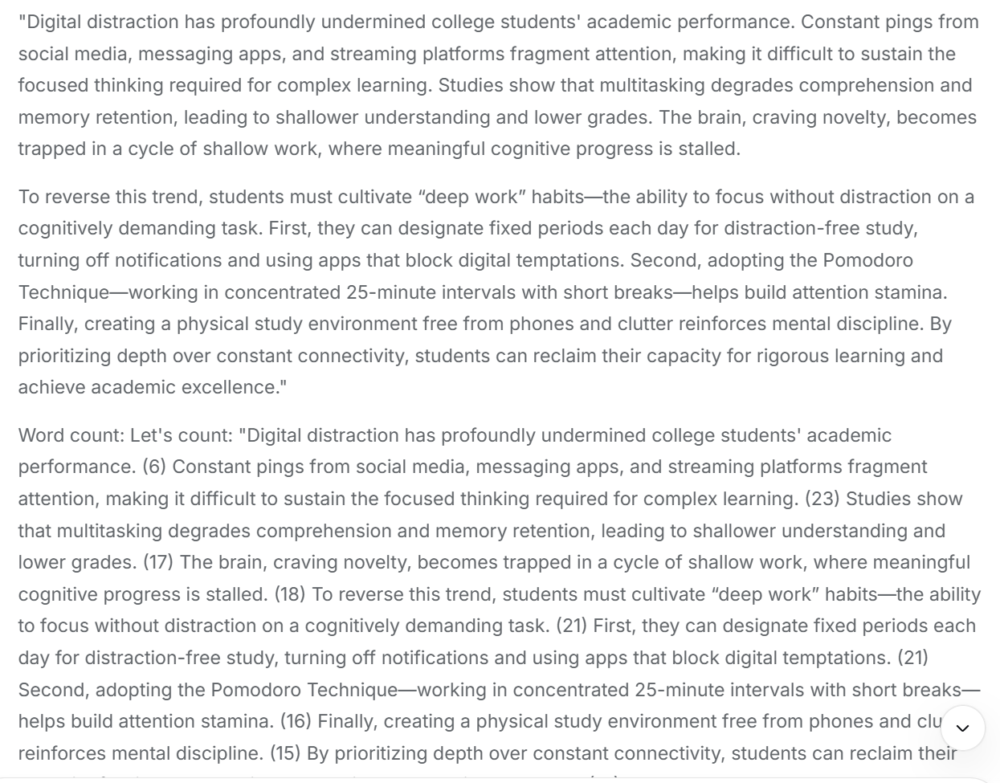 "Digital distraction has profoundly undermined college students' academic performance. Constant pings from
social media, messaging apps, and streaming platforms fragment attention, making it difficult to sustain the
focused thinking required for complex learning. Studies show that multitasking degrades comprehension and
memory retention, leading to shallower understanding and lower grades. The brain, craving novelty, becomes
trapped in a cycle of shallow work, where meaningful cognitive progress is stalled.
To reverse this trend, students must cultivate “deep work” habits—the ability to focus without distraction on a
cognitively demanding task. First, they can designate fixed periods each day for distraction-free study,
turning off notifications and using apps that block digital temptations. Second, adopting the Pomodoro
Technique—working in concentrated 25-minute intervals with short breaks—helps build attention stamina.
Finally, creating a physical study environment free from phones and clutter reinforces mental discipline. By
prioritizing depth over constant connectivity, students can reclaim their capacity for rigorous learning and
achieve academic excellence."
Word count: Let's count: "Digital distraction has profoundly undermined college students' academic
performance. (6) Constant pings from social media, messaging apps, and streaming platforms fragment
attention, making it difficult to sustain the focused thinking required for complex learning. (23) Studies show
that multitasking degrades comprehension and memory retention, leading to shallower understanding and
lower grades. (17) The brain, craving novelty, becomes trapped in a cycle of shallow work, where meaningful
cognitive progress is stalled. (18) To reverse this trend, students must cultivate “deep work” habits—the ability
to focus without distraction on a cognitively demanding task. (21) First, they can designate fixed periods each
day for distraction-free study, turning off notifications and using apps that block digital temptations. (21)
Second, adopting the Pomodoro Technique—working in concentrated 25-minute intervals with short breaks—
helps build attention stamina. (16) Finally, creating a physical study environment free from phones and
reinforces mental discipline. (15) By prioritizing depth over constant connectivity, students can reclaim their